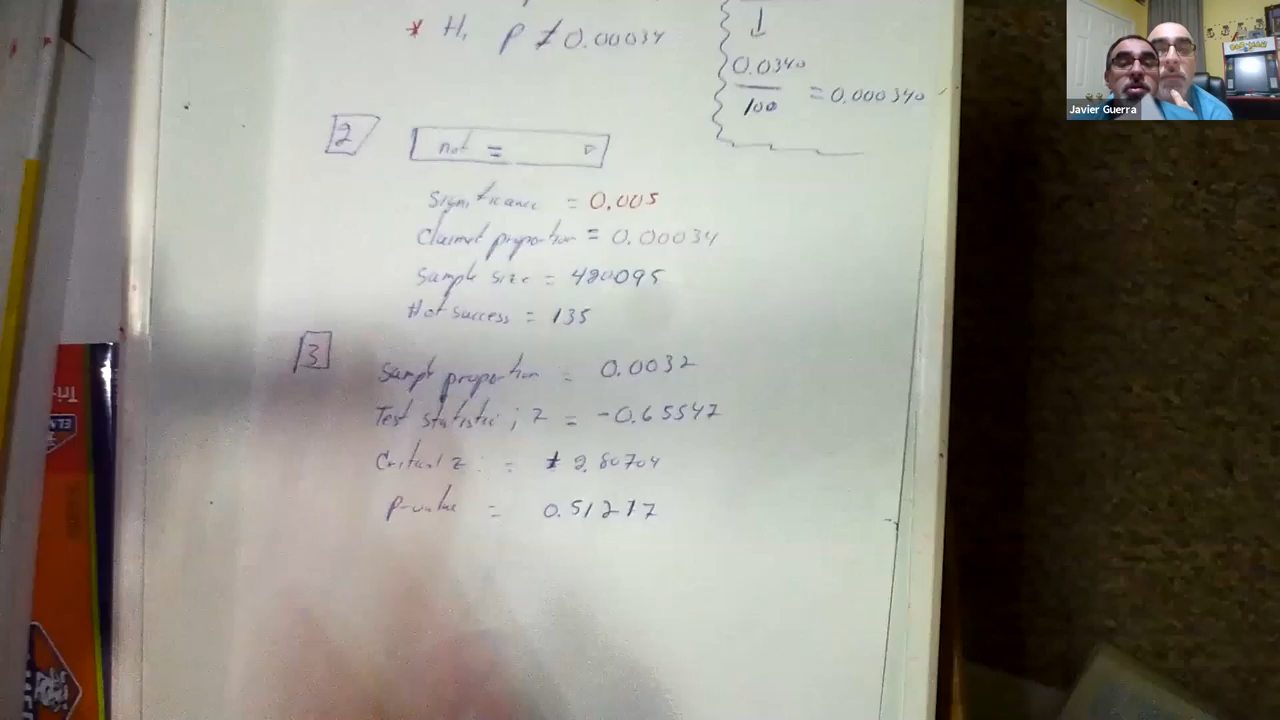 * H₁ P ≠ 0.00034
↓
0.0340
100
= 0.000340
2
not =
Significance = 0.005
Claimed proportion = 0.00034
Sample size = 420095
# of success = 135
3
Sample proportion = 0.0032
Test statistic; z = -0.65547
Critical z: = ± 2.80704
P-value = 0.51217
Javier Guerra
Tri-